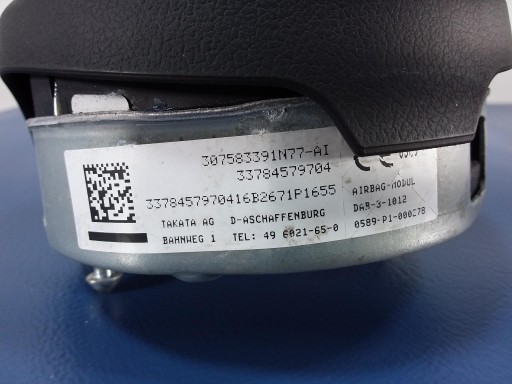 307583391N77-AI
33784579704
3378457970416B2671P1655
TAKATA AG D-ASCHAFFENBURG
BAHNWEG 1 TEL: 49 6021-65-0
AIRBAG-MODUL
DAB-3-1012
0589-P1-000278